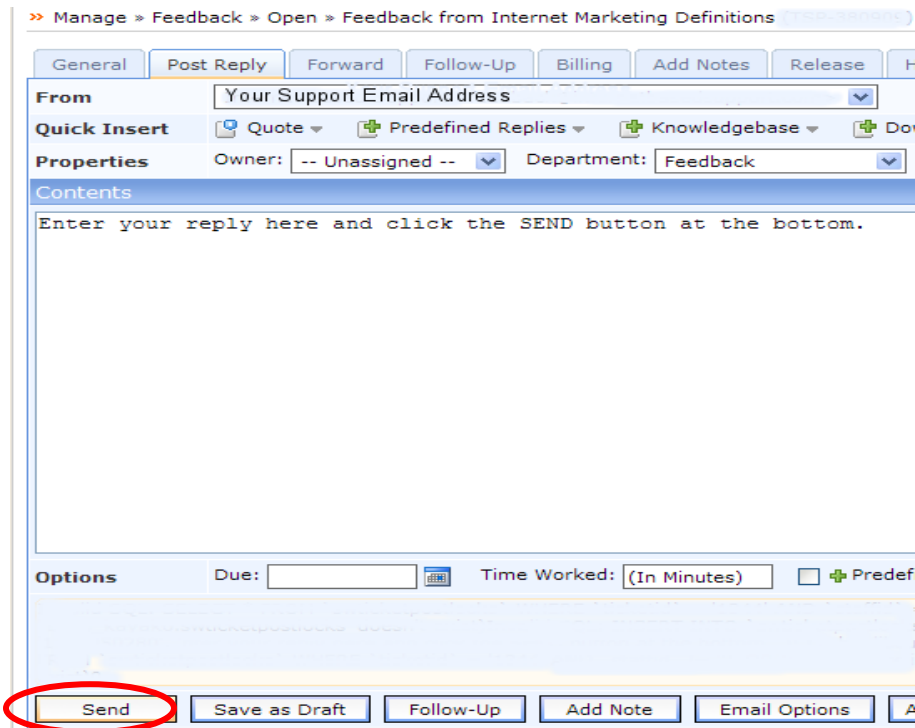 » Manage » Feedback » Open » Feedback from Internet Marketing Definitions
General Post Reply Forward Follow-Up Billing Add Notes Release H
From Your Support Email Address
Quick Insert Quote Predefined Replies Knowledgebase Do
Properties Owner: -- Unassigned -- Department: Feedback
Contents
Enter your reply here and click the SEND button at the bottom.
Options Due: Time Worked: (In Minutes) Predef
Send Save as Draft Follow-Up Add Note Email Options A